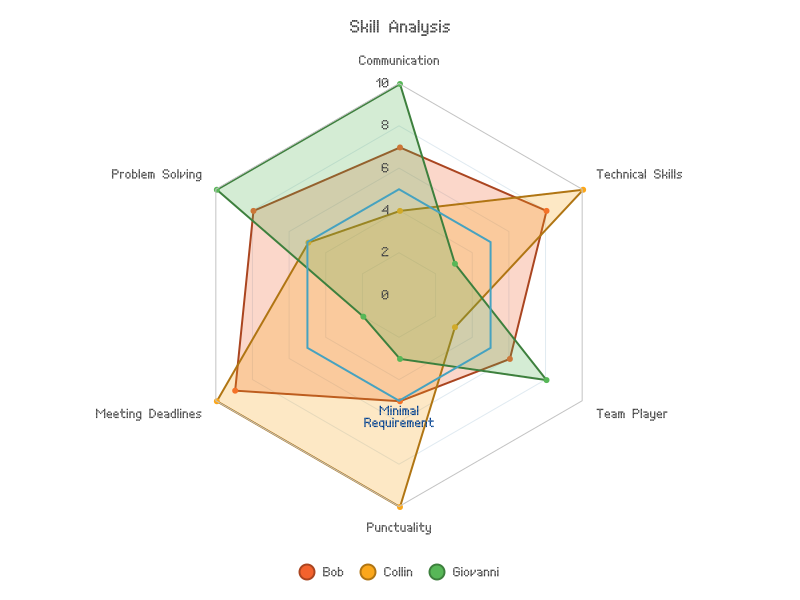 Skill Analysis
Communication
10
8
6
4
2
0
Problem Solving
Technical Skills
Meeting Deadlines
Team Player
Minimal
Requirement
Punctuality
Bob
Collin
Giovanni